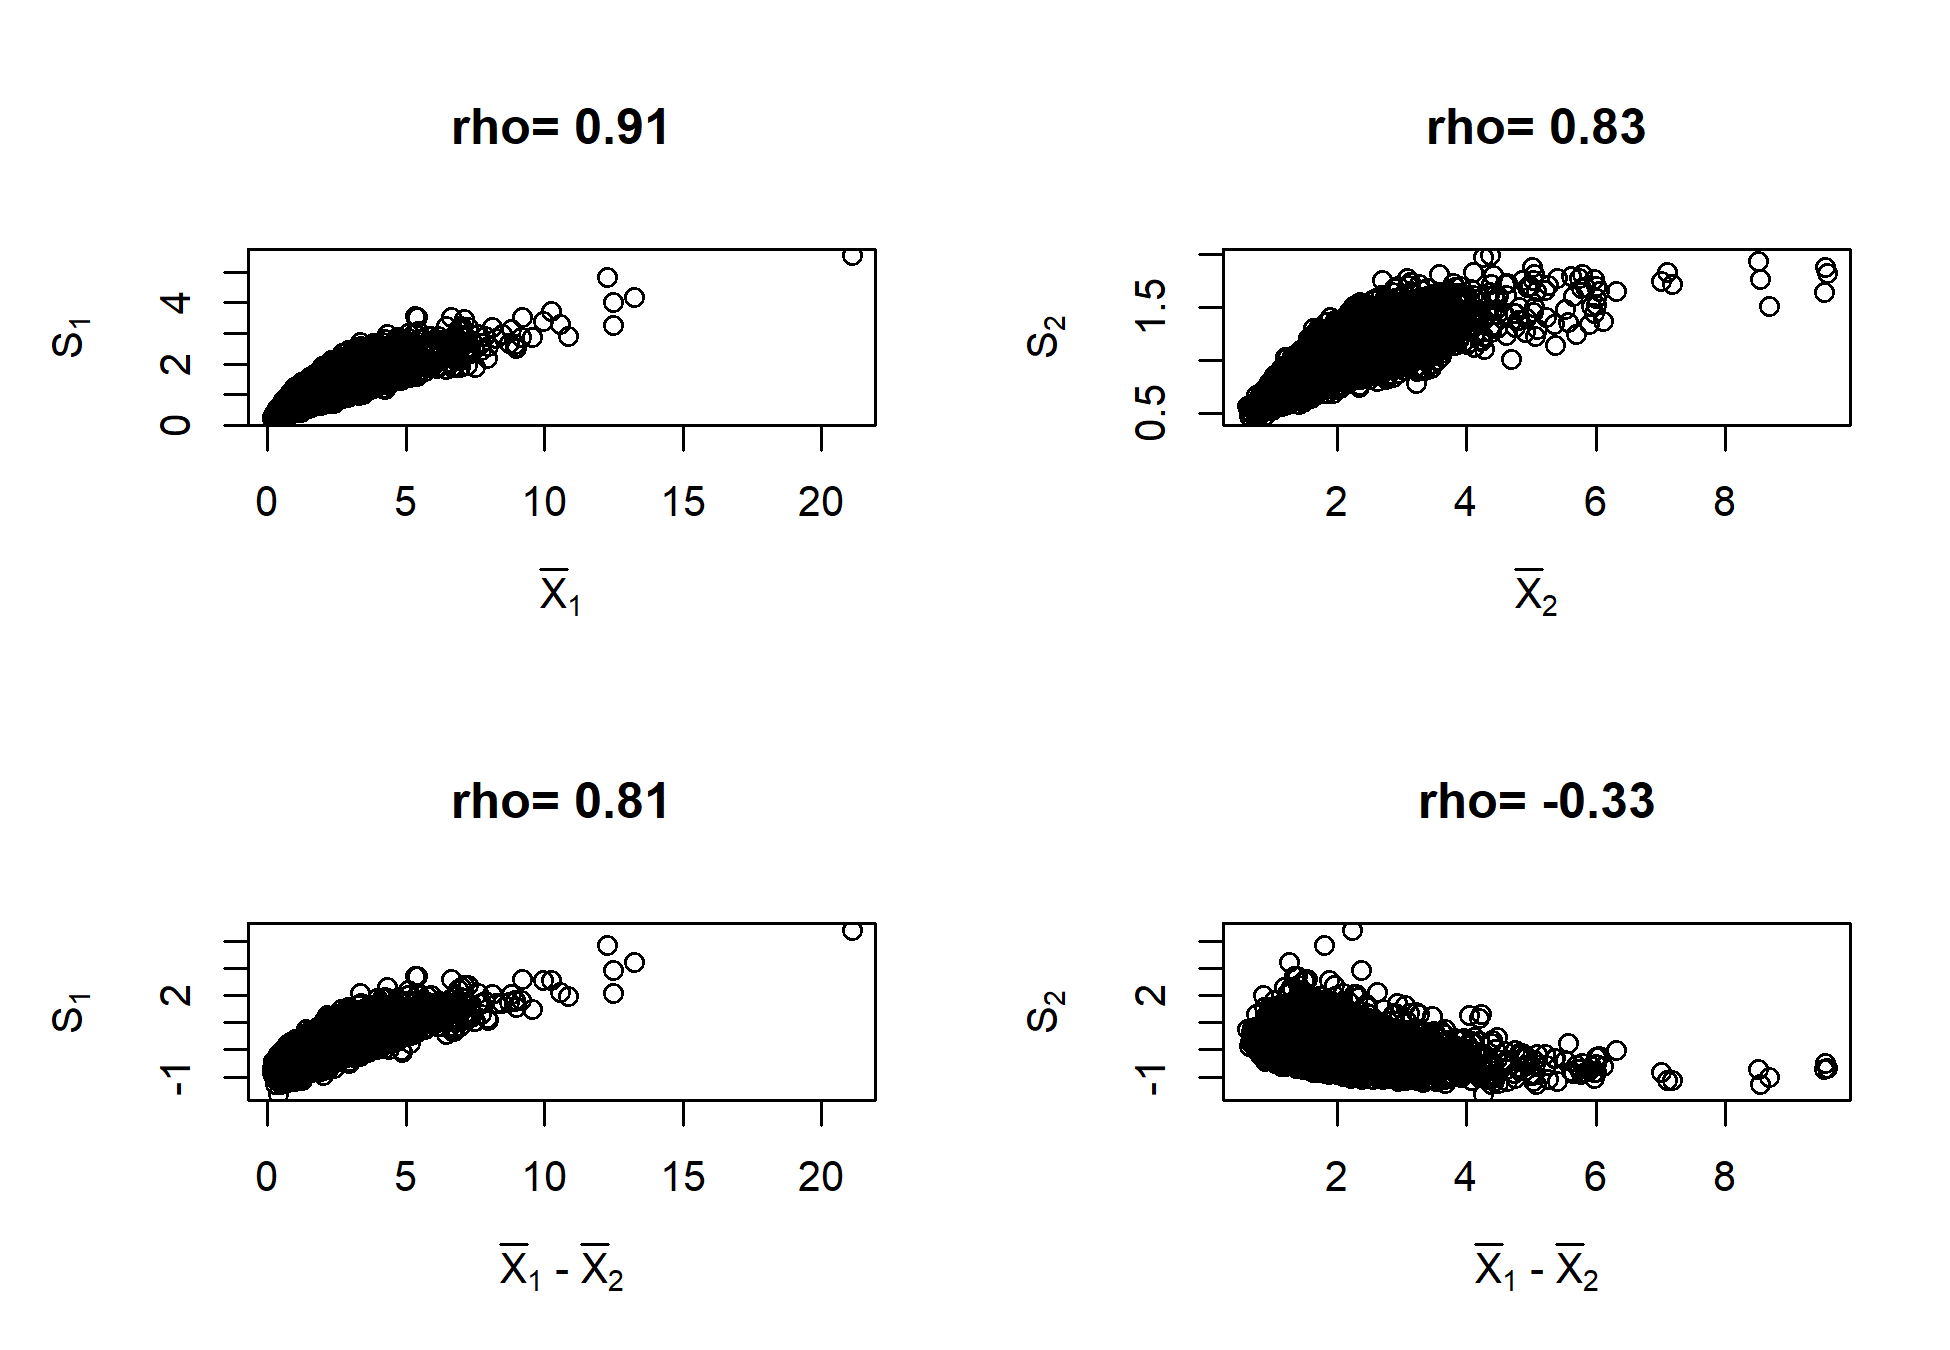 rho= 0.91
S1
0 2 4
0 5 10 15 20
X̅1
rho= 0.83
S2
0.5 1.5
2 4 6 8
X̅2
rho= 0.81
S1
-1 2
0 5 10 15 20
X̅1 - X̅2
rho= -0.33
S2
-1 2
2 4 6 8
X̅1 - X̅2